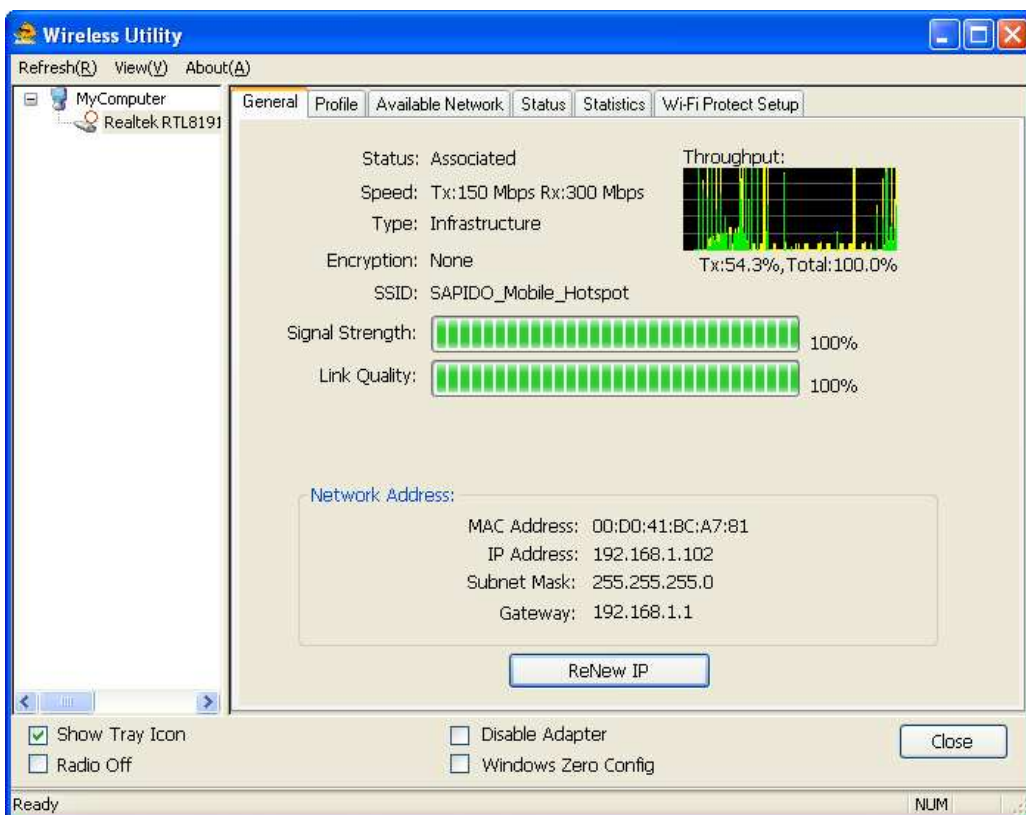 Wireless Utility
Refresh(R) View(V) About(A)
MyComputer
Realtek RTL8191
General Profile Available Network Status Statistics Wi-Fi Protect Setup
Status: Associated
Speed: Tx:150 Mbps Rx:300 Mbps
Type: Infrastructure
Encryption: None
SSID: SAPIDO_Mobile_Hotspot
Throughput:
Tx:54.3%,Total:100.0%
Signal Strength: 100%
Link Quality: 100%
Network Address:
MAC Address: 00:D0:41:BC:A7:81
IP Address: 192.168.1.102
Subnet Mask: 255.255.255.0
Gateway: 192.168.1.1
ReNew IP
Show Tray Icon
Radio Off
Disable Adapter
Windows Zero Config
Close
Ready
NUM